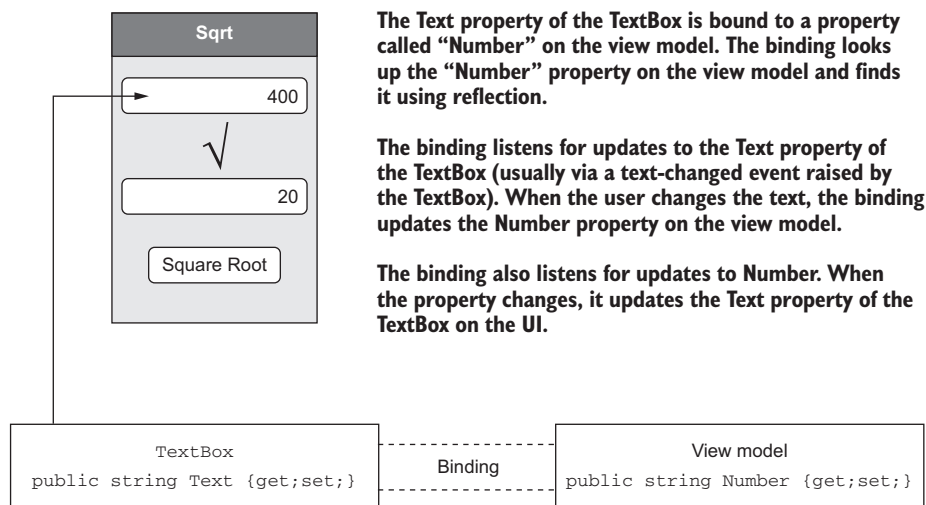 Sqrt
400
√
20
Square Root
The Text property of the TextBox is bound to a property
called “Number” on the view model. The binding looks
up the “Number” property on the view model and finds
it using reflection.
The binding listens for updates to the Text property of
the TextBox (usually via a text-changed event raised by
the TextBox). When the user changes the text, the binding
updates the Number property on the view model.
The binding also listens for updates to Number. When
the property changes, it updates the Text property of the
TextBox on the UI.
TextBox
public string Text {get;set;}
Binding
View model
public string Number {get;set;}